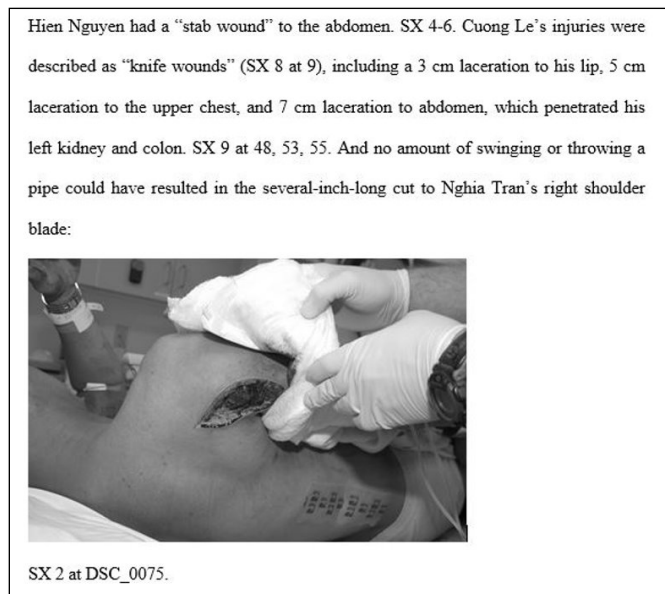 Hien Nguyen had a “stab wound” to the abdomen. SX 4-6. Cuong Le’s injuries were
described as “knife wounds” (SX 8 at 9), including a 3 cm laceration to his lip, 5 cm
laceration to the upper chest, and 7 cm laceration to abdomen, which penetrated his
left kidney and colon. SX 9 at 48, 53, 55. And no amount of swinging or throwing a
pipe could have resulted in the several-inch-long cut to Nghia Tran’s right shoulder
blade:
SX 2 at DSC_0075.